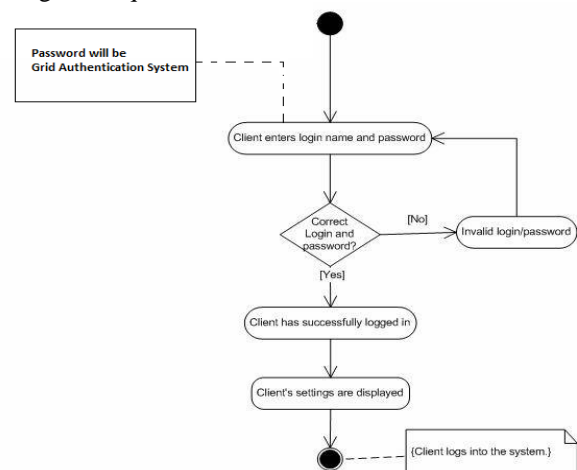 Password will be
Grid Authentication System
Client enters login name and password
Correct
Login and
password?
[No]
Invalid login/password
[Yes]
Client has successfully logged in
Client's settings are displayed
{Client logs into the system.}